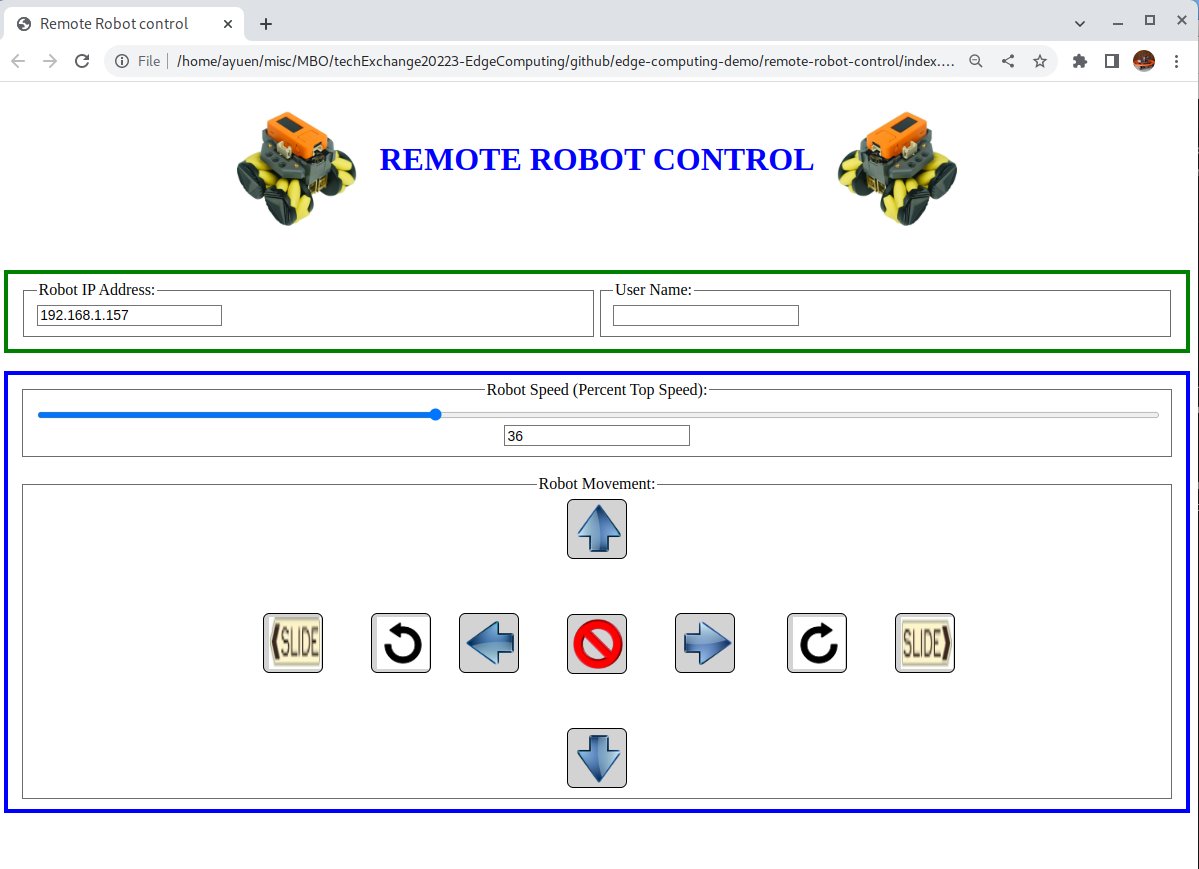 Remote Robot control
File
/home/ayuen/misc/MBO/techExchange20223-EdgeComputing/github/edge-computing-demo/remote-robot-control/index....
REMOTE ROBOT CONTROL
Robot IP Address:
192.168.1.157
User Name:
Robot Speed (Percent Top Speed):
36
Robot Movement:
SLIDE
SLIDE